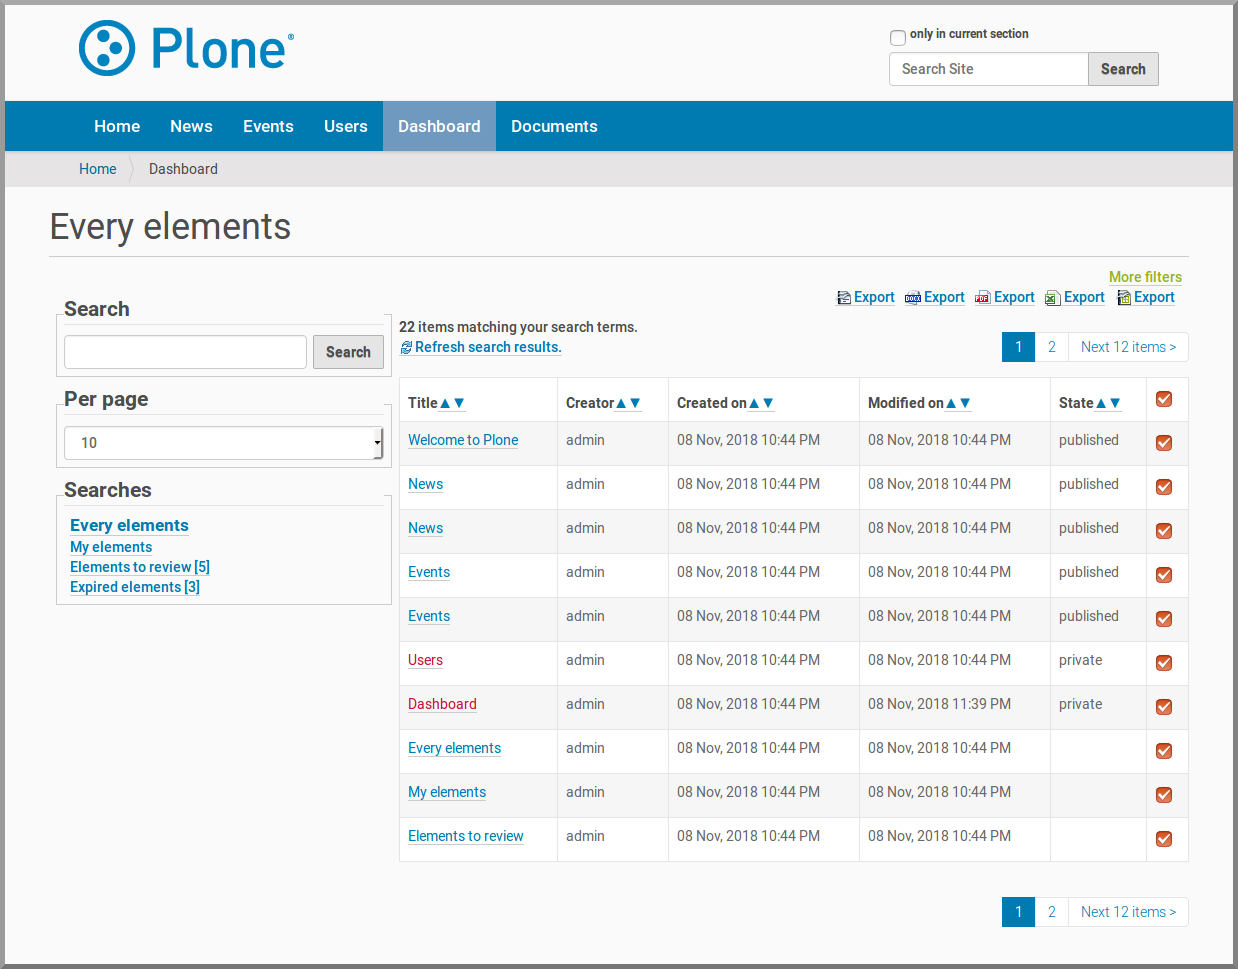 Plone®
only in current section
Search Site
Search
Home News Events Users Dashboard Documents
Home Dashboard
Every elements
More filters
Export DOCX Export PDF Export Export Export
Search
Search
Per page
10
Searches
Every elements
My elements
Elements to review [5]
Expired elements [3]
22 items matching your search terms.
Refresh search results.
1 2 Next 12 items >
Title▲▼ Creator▲▼ Created on▲▼ Modified on▲▼ State▲▼
Welcome to Plone admin 08 Nov, 2018 10:44 PM 08 Nov, 2018 10:44 PM published
News admin 08 Nov, 2018 10:44 PM 08 Nov, 2018 10:44 PM published
News admin 08 Nov, 2018 10:44 PM 08 Nov, 2018 10:44 PM published
Events admin 08 Nov, 2018 10:44 PM 08 Nov, 2018 10:44 PM published
Events admin 08 Nov, 2018 10:44 PM 08 Nov, 2018 10:44 PM published
Users admin 08 Nov, 2018 10:44 PM 08 Nov, 2018 10:44 PM private
Dashboard admin 08 Nov, 2018 10:44 PM 08 Nov, 2018 11:39 PM private
Every elements admin 08 Nov, 2018 10:44 PM 08 Nov, 2018 10:44 PM
My elements admin 08 Nov, 2018 10:44 PM 08 Nov, 2018 10:44 PM
Elements to review admin 08 Nov, 2018 10:44 PM 08 Nov, 2018 10:44 PM
1 2 Next 12 items >